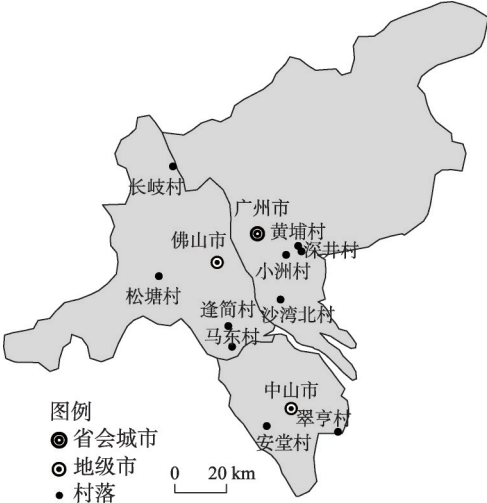 长岐村
广州市
黄埔村
深井村
佛山市
小洲村
松塘村
逢简村
沙湾北村
马东村
中山市
翠亨村
安堂村
图例
省会城市
地级市
村落
0 20 km